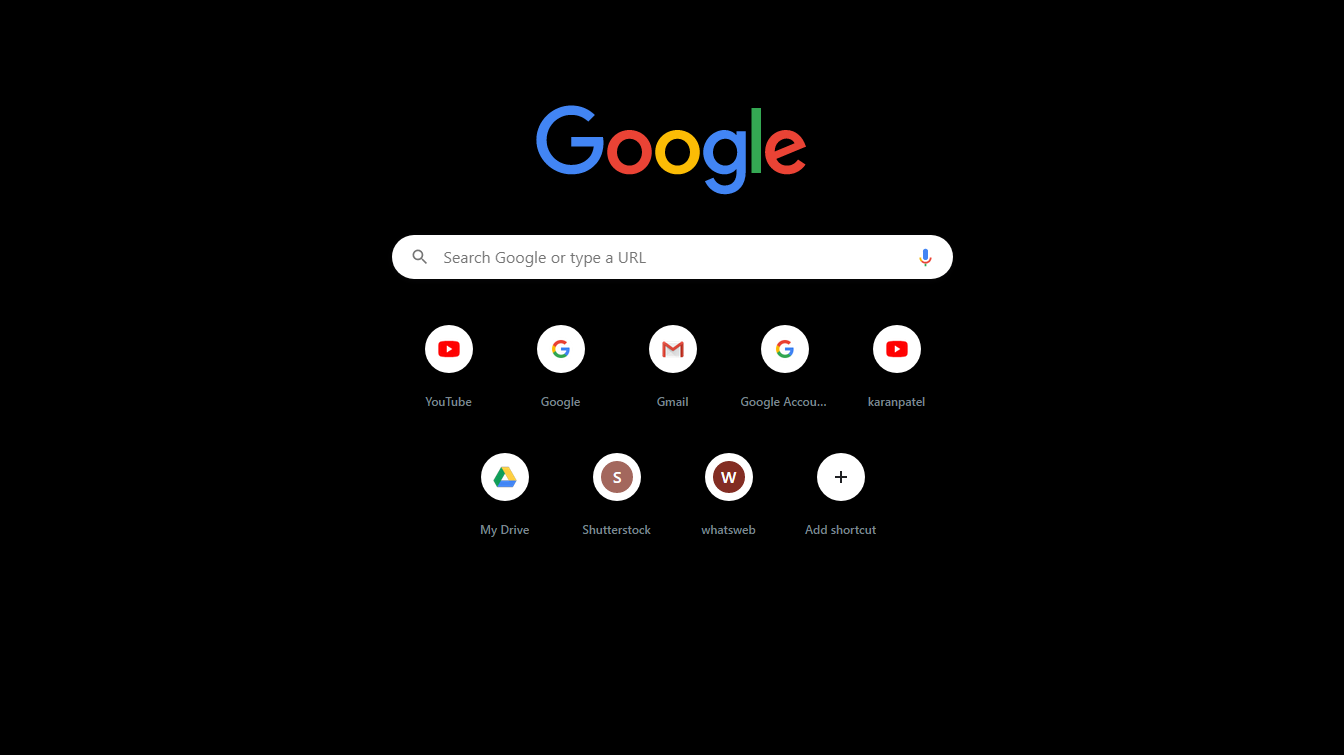 Google
Search Google or type a URL
YouTube
Google
Gmail
Google Accou...
karanpatel
My Drive
S
Shutterstock
W
whatsweb
Add shortcut